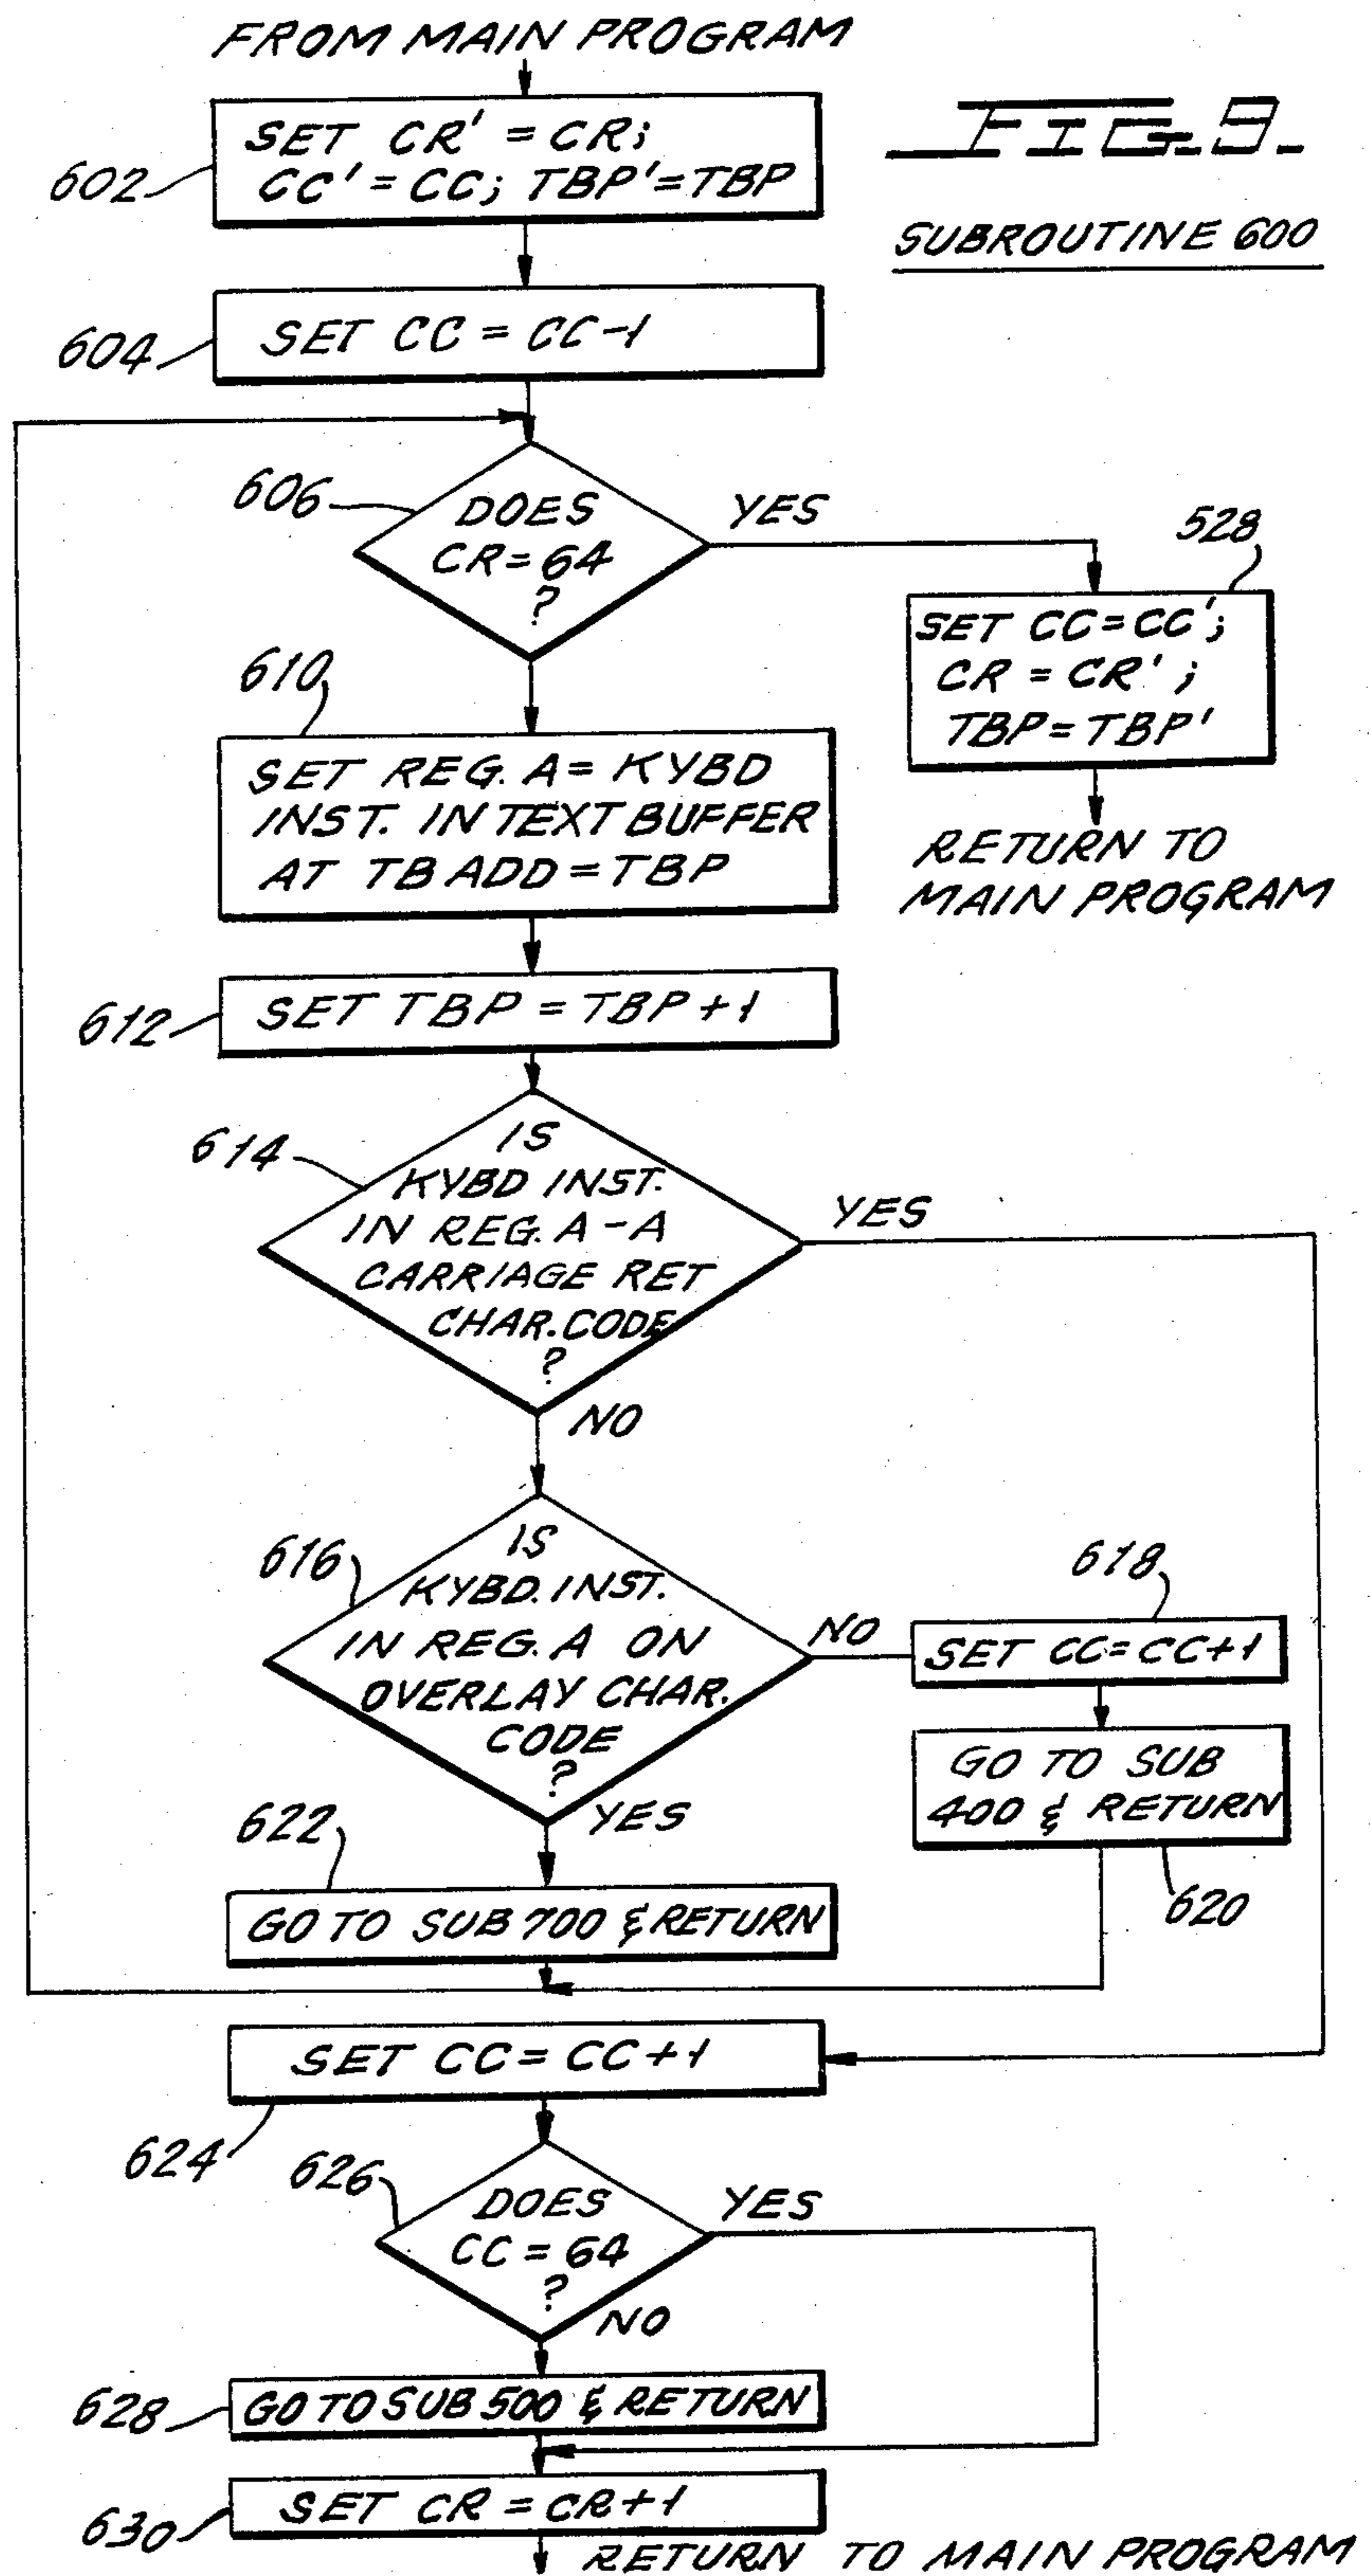 FROM MAIN PROGRAM
FIG. 9.
SUBROUTINE 600
602
SET CR' = CR;
CC' = CC; TBP' = TBP
604
SET CC = CC-1
606
DOES
CR = 64
?
YES
528
SET CC = CC';
CR = CR';
TBP = TBP'
RETURN TO
MAIN PROGRAM
610
SET REG. A = KYBD
INST. IN TEXT BUFFER
AT TB ADD = TBP
612
SET TBP = TBP+1
614
IS
KYBD INST.
IN REG. A - A
CARRIAGE RET
CHAR. CODE
?
YES
NO
616
IS
KYBD. INST.
IN REG. A ON
OVERLAY CHAR.
CODE
?
NO
YES
618
SET CC = CC+1
GO TO SUB
400 & RETURN
620
622
GO TO SUB 700 & RETURN
SET CC = CC+1
624
626
DOES
CC = 64
?
YES
NO
628
GO TO SUB 500 & RETURN
630
SET CR = CR+1
RETURN TO MAIN PROGRAM